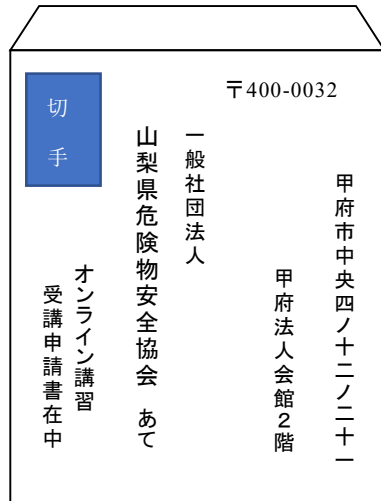 〒400-0032
甲府市中央四ノ十二ノ二十一
甲府法人会館2階
一般社団法人
山梨県危険物安全協会 あて
切手
オンライン講習
受講申請書在中